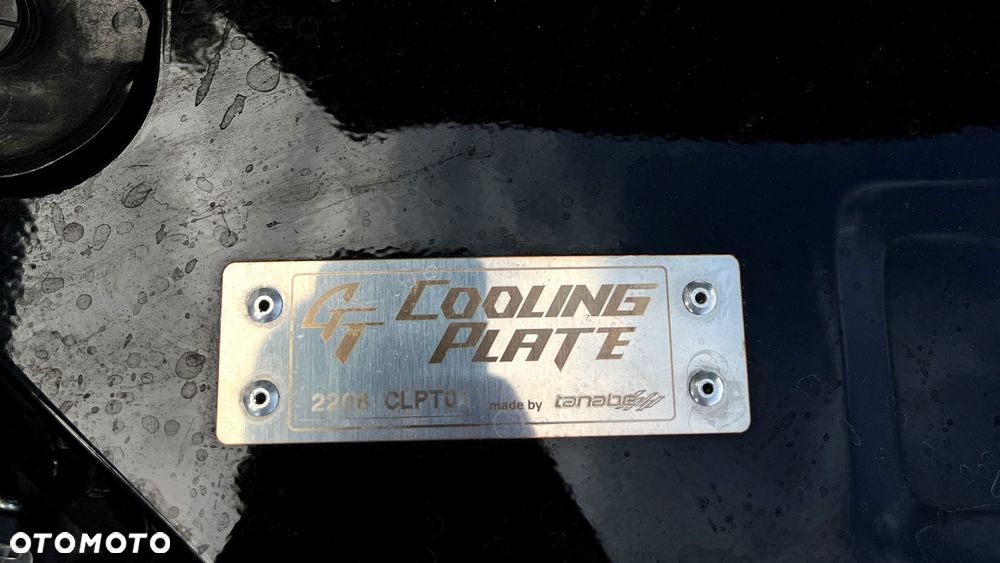 GT COOLING
PLATE
2206 CLPT01 made by tanabe
OTOMOTO